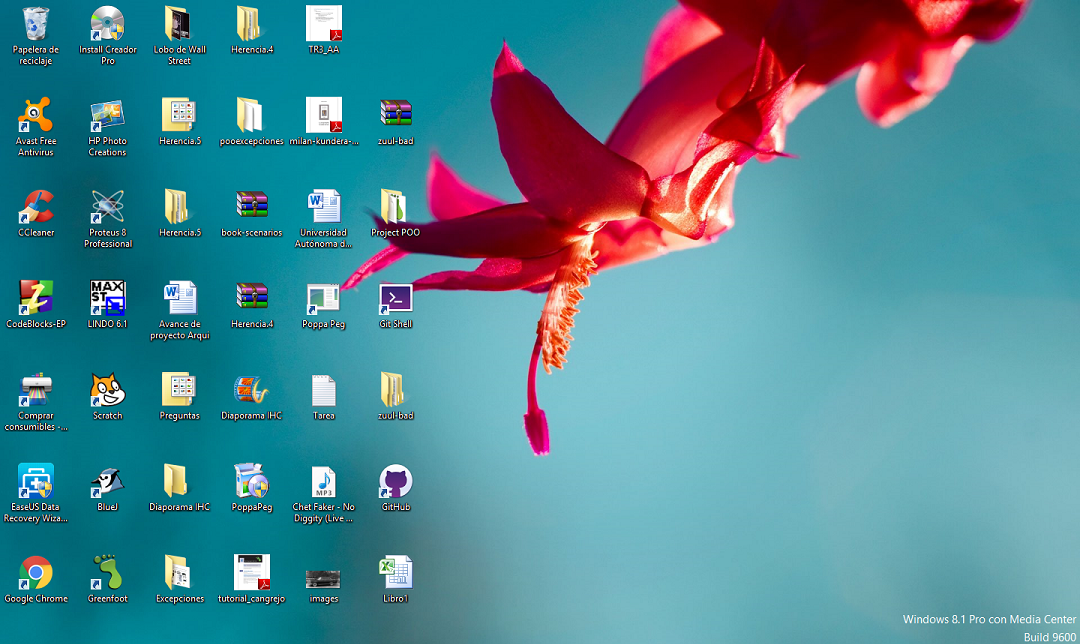 Papelera de
reciclaje
Install Creador
Pro
Lobo de Wall
Street
Herencia.4
TR3_AA
Avast Free
Antivirus
HP Photo
Creations
Herencia.5
pooexcepciones
milan-kundera-...
zuul-bad
CCleaner
Proteus 8
Professional
Herencia.5
book-scenarios
Universidad
Autónoma d...
Project POO
CodeBlocks-EP
MAX
ST
LINDO 6.1
Avance de
proyecto Arqui
Herencia.4
Poppa Peg
Git Shell
Comprar
consumibles -...
Scratch
Preguntas
Diaporama IHC
Tarea
zuul-bad
EaseUS Data
Recovery Wiza...
BlueJ
Diaporama IHC
PoppaPeg
MP3
Chet Faker - No
Diggity (Live ...
GitHub
Google Chrome
Greenfoot
Excepciones
tutorial_cangrejo
images
Libro1
Windows 8.1 Pro con Media Center
Build 9600